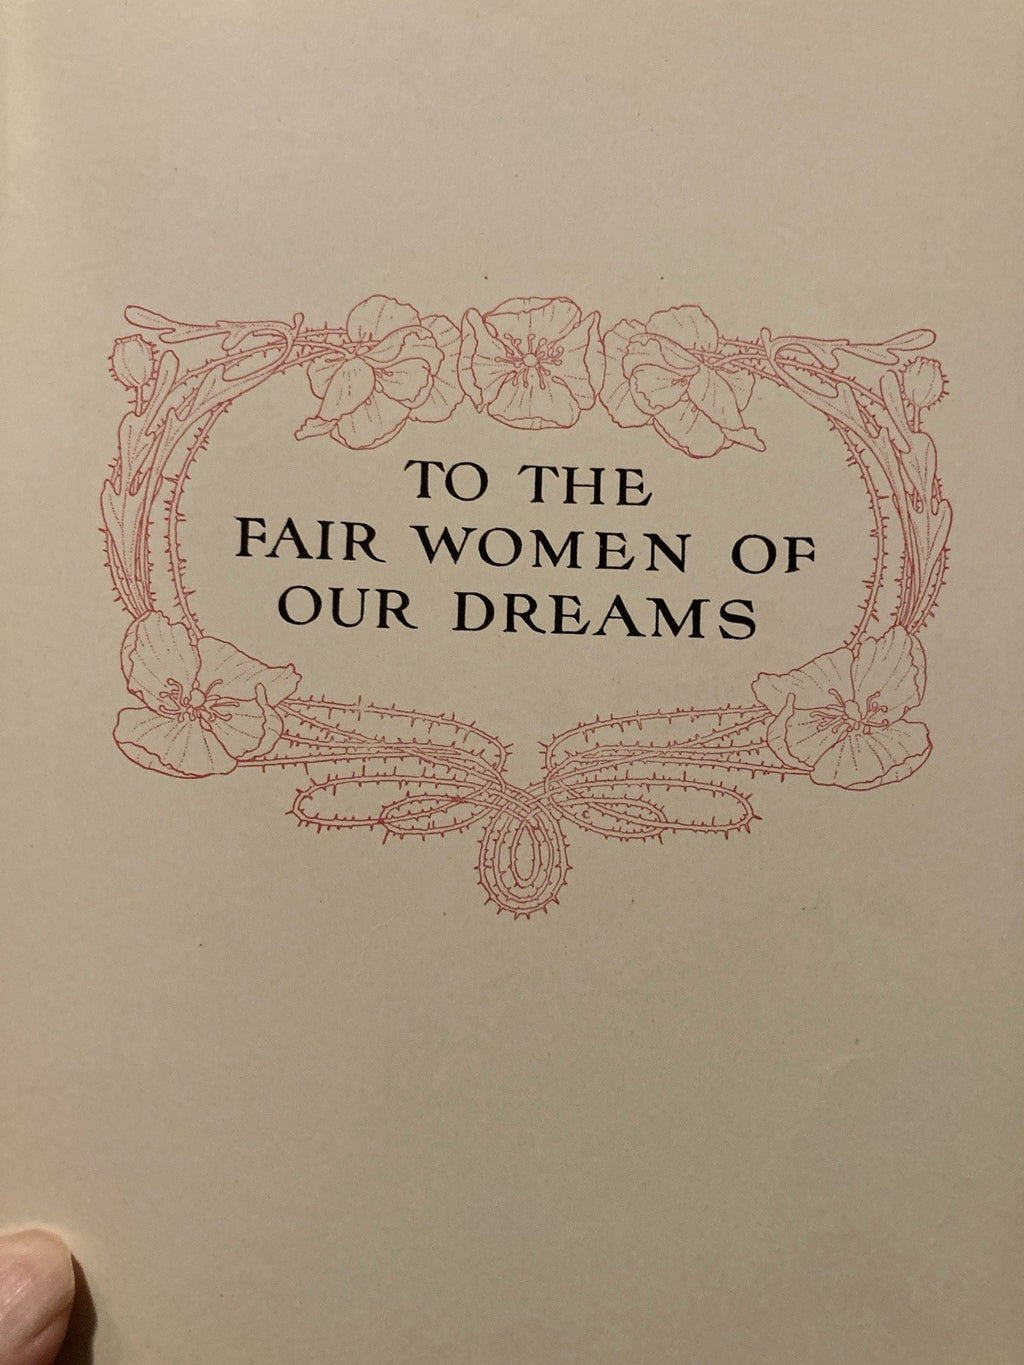 TO THE
FAIR WOMEN OF
OUR DREAMS